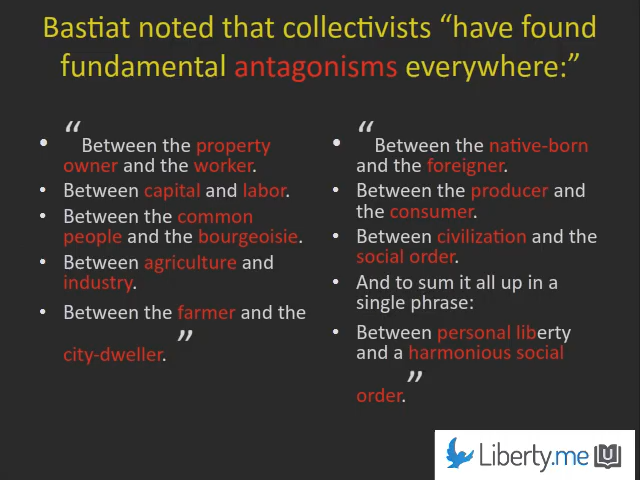 Bastiat noted that collectivists “have found
fundamental antagonisms everywhere:”
• “Between the property
owner and the worker.
• Between capital and labor.
• Between the common
people and the bourgeoisie.
• Between agriculture and
industry.
• Between the farmer and the
city-dweller. ”
• “Between the native-born
and the foreigner.
• Between the producer and
the consumer.
• Between civilization and the
social order.
• And to sum it all up in a
single phrase:
• Between personal liberty
and a harmonious social
order.”
Liberty.me U